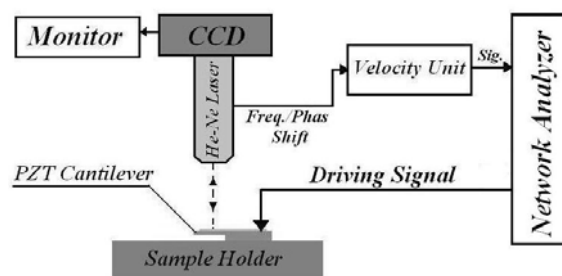 Monitor
CCD
He-Ne Laser
Velocity Unit
Sig.
Network Analyzer
Freq./Phas
Shift
PZT Cantilever
Driving Signal
Sample Holder